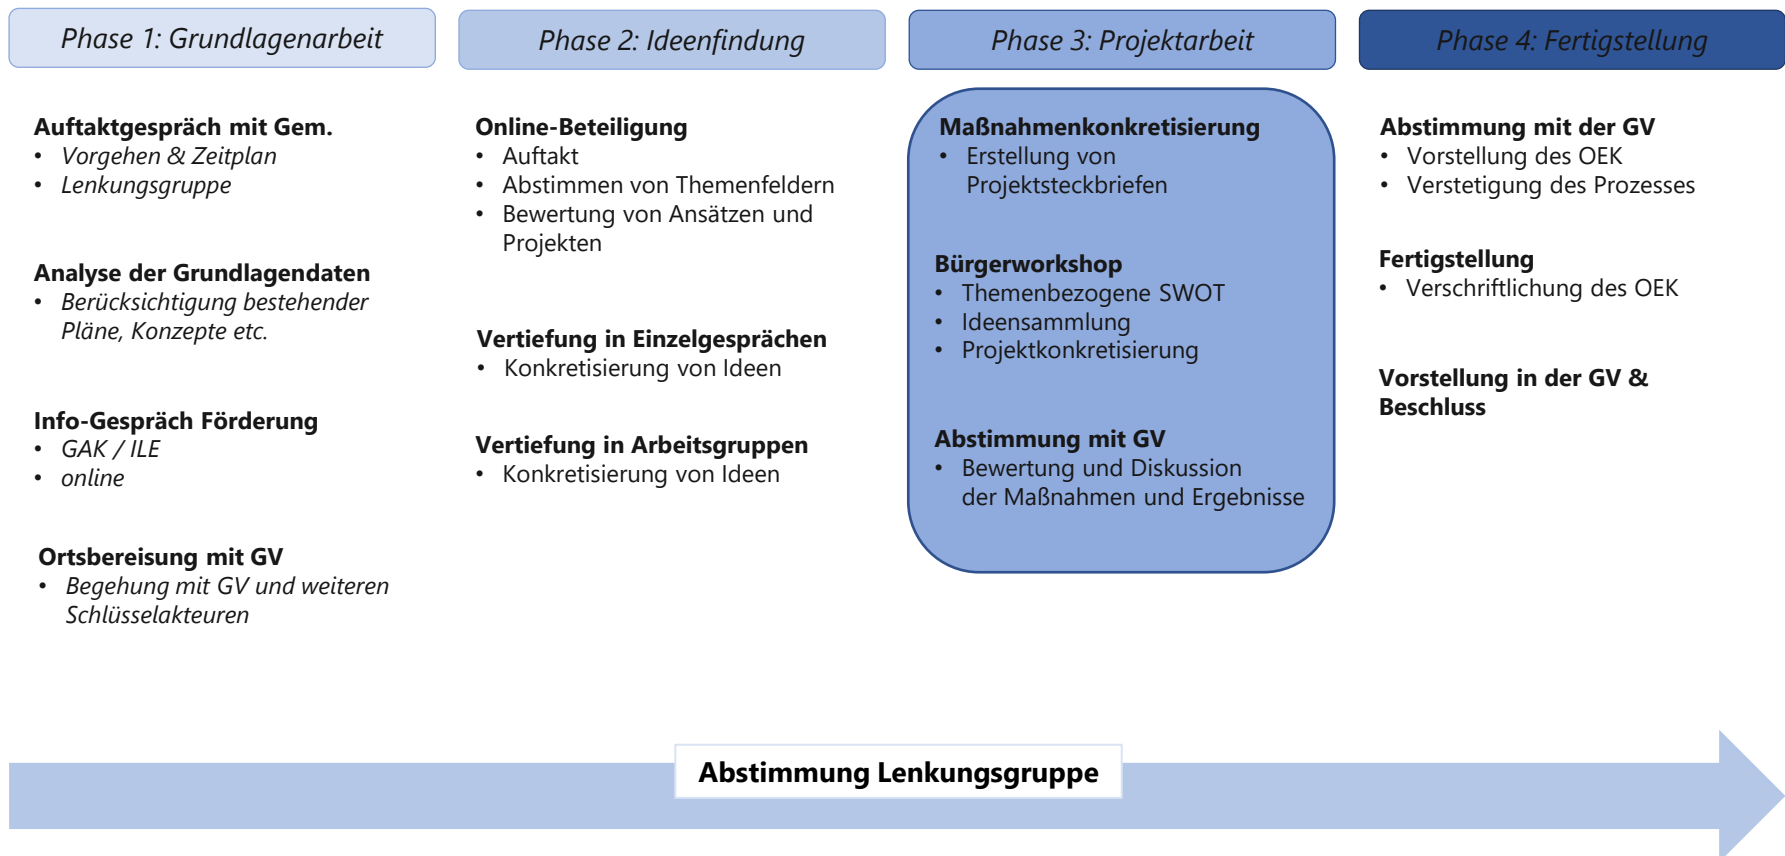 Phase 1: Grundlagenarbeit
Auftaktgespräch mit Gem.
• Vorgehen & Zeitplan
• Lenkungsgruppe
Analyse der Grundlagendaten
• Berücksichtigung bestehender
Pläne, Konzepte etc.
Info-Gespräch Förderung
• GAK / ILE
• online
Ortsbereisung mit GV
• Begehung mit GV und weiteren
Schlüsselakteuren
Phase 2: Ideenfindung
Online-Beteiligung
• Auftakt
• Abstimmen von Themenfeldern
• Bewertung von Ansätzen und
Projekten
Vertiefung in Einzelgesprächen
• Konkretisierung von Ideen
Vertiefung in Arbeitsgruppen
• Konkretisierung von Ideen
Phase 3: Projektarbeit
Maßnahmenkonkretisierung
• Erstellung von
Projektsteckbriefen
Bürgerworkshop
• Themenbezogene SWOT
• Ideensammlung
• Projektkonkretisierung
Abstimmung mit GV
• Bewertung und Diskussion
der Maßnahmen und Ergebnisse
Phase 4: Fertigstellung
Abstimmung mit der GV
• Vorstellung des OEK
• Verstetigung des Prozesses
Fertigstellung
• Verschriftlichung des OEK
Vorstellung in der GV &
Beschluss
Abstimmung Lenkungsgruppe